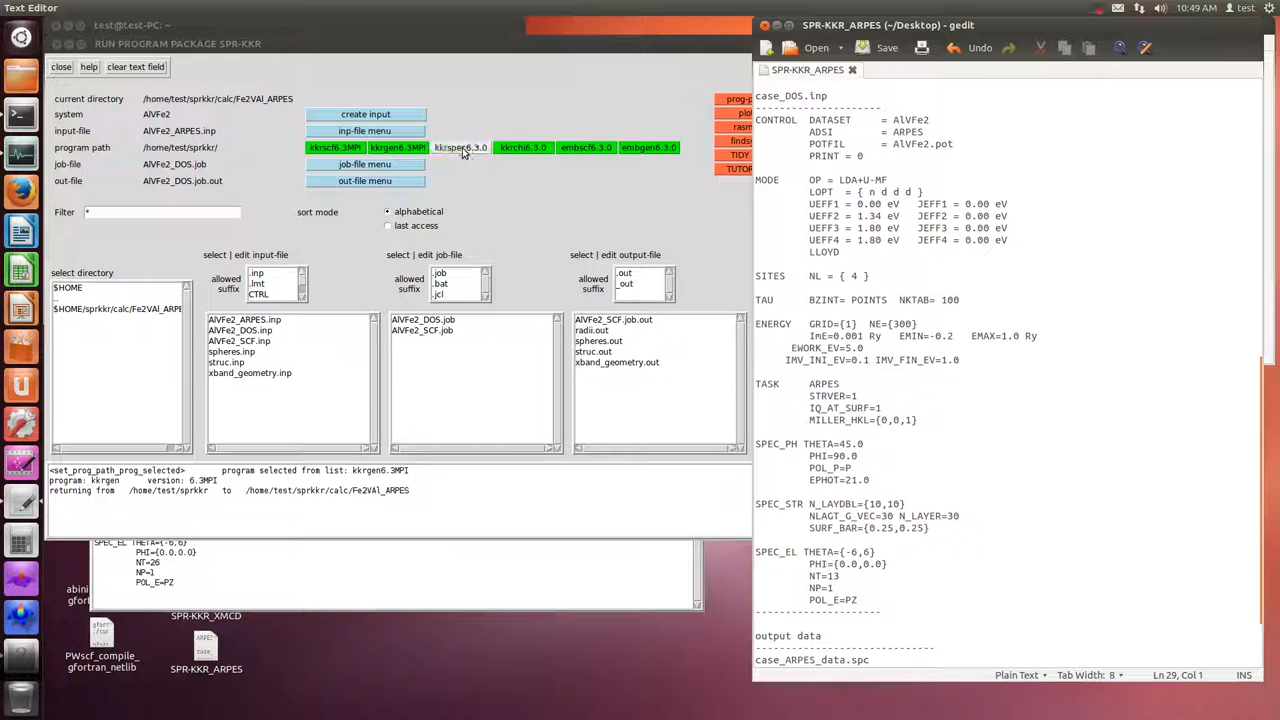 Text Editor
10:49 AM
test
test@test-PC: ~
RUN PROGRAM PACKAGE SPR-KKR
close
help
clear text field
current directory /home/test/sprkkr/calc/Fe2VAl_ARPES
system AlVFe2
create input
input-file AlVFe2_ARPES.inp
inp-file menu
program path /home/test/sprkkr/
kkrscf6.3MPI
kkrgen6.3MPI
kkrspec6.3.0
kkrchi6.3.0
embscf6.3.0
embgen6.3.0
job-file AlVFe2_DOS.job
job-file menu
out-file AlVFe2_DOS.job.out
out-file menu
prog-p
plot
rasm
findsy
TIDY
TUTOR
Filter *
sort mode
alphabetical
last access
select directory
select | edit input-file
select | edit job-file
select | edit output-file
allowed suffix
.inp
.lmt
CTRL
allowed suffix
.job
.bat
.jcl
allowed suffix
.out
_out
$HOME
..
$HOME/sprkkr/calc/Fe2VAl_ARPE
AlVFe2_ARPES.inp
AlVFe2_DOS.inp
AlVFe2_SCF.inp
spheres.inp
struc.inp
xband_geometry.inp
AlVFe2_DOS.job
AlVFe2_SCF.job
AlVFe2_SCF.job.out
radii.out
spheres.out
struc.out
xband_geometry.out
<set_prog_path_prog_selected> program selected from list: kkrgen6.3MPI
program: kkrgen version: 6.3MPI
returning from /home/test/sprkkr to /home/test/sprkkr/calc/Fe2VAl_ARPES
SPEC_EL THETA={-6,6}
PHI={0.0,0.0}
NT=26
NP=1
POL_E=PZ
abini
gfort
SPR-KKR_XMCD
PWscf_compile_
gfortran_netlib
SPR-KKR_ARPES
SPR-KKR_ARPES (~/Desktop) - gedit
Open
Save
Undo
SPR-KKR_ARPES
case_DOS.inp
---------------------
CONTROL DATASET = AlVFe2
ADSI = ARPES
POTFIL = AlVFe2.pot
PRINT = 0
MODE OP = LDA+U-MF
LOPT = { n d d d }
UEFF1 = 0.00 eV JEFF1 = 0.00 eV
UEFF2 = 1.34 eV JEFF2 = 0.00 eV
UEFF3 = 1.80 eV JEFF3 = 0.00 eV
UEFF4 = 1.80 eV JEFF4 = 0.00 eV
LLOYD
SITES NL = { 4 }
TAU BZINT= POINTS NKTAB= 100
ENERGY GRID={1} NE={300}
ImE=0.001 Ry EMIN=-0.2 EMAX=1.0 Ry
EWORK_EV=5.0
IMV_INI_EV=0.1 IMV_FIN_EV=1.0
TASK ARPES
STRVER=1
IQ_AT_SURF=1
MILLER_HKL={0,0,1}
SPEC_PH THETA=45.0
PHI=90.0
POL_P=P
EPHOT=21.0
SPEC_STR N_LAYDBL={10,10}
NLAGT_G_VEC=30 N_LAYER=30
SURF_BAR={0.25,0.25}
SPEC_EL THETA={-6,6}
PHI={0.0,0.0}
NT=13
NP=1
POL_E=PZ
---------------------
output data
------------------------------
case_ARPES_data.spc
Plain Text
Tab Width: 8
Ln 29, Col 1
INS